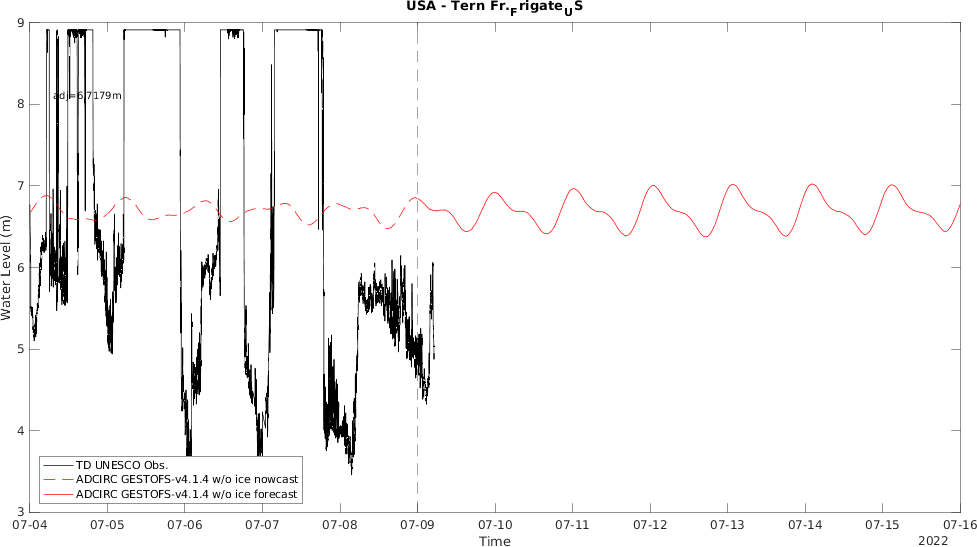 USA - Tern Fr.FrigateUS
9
8
7
6
5
4
3
Water Level (m)
adj=6.7179m
TD UNESCO Obs.
ADCIRC GESTOFS-v4.1.4 w/o ice nowcast
ADCIRC GESTOFS-v4.1.4 w/o ice forecast
07-04 07-05 07-06 07-07 07-08 07-09 07-10 07-11 07-12 07-13 07-14 07-15 07-16
Time
2022